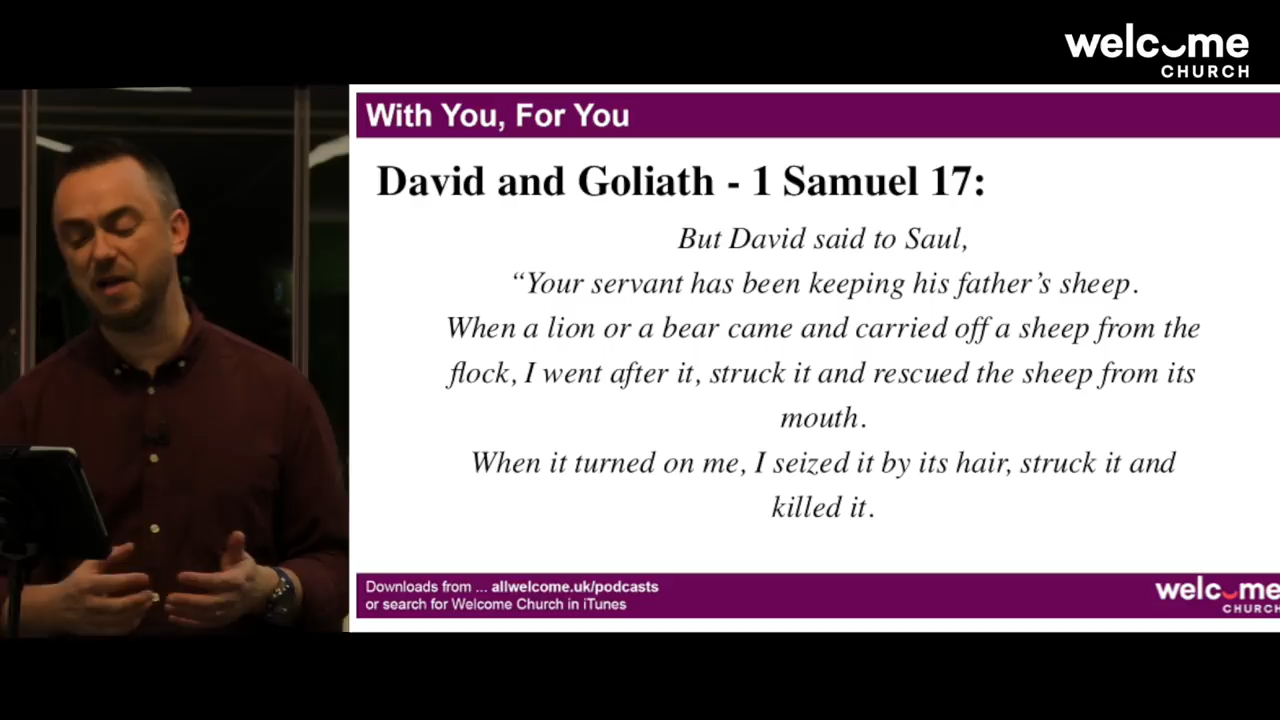 welcome
CHURCH
With You, For You
David and Goliath - 1 Samuel 17:
But David said to Saul,
“Your servant has been keeping his father’s sheep.
When a lion or a bear came and carried off a sheep from the
flock, I went after it, struck it and rescued the sheep from its
mouth.
When it turned on me, I seized it by its hair, struck it and
killed it.
Downloads from ... allwelcome.uk/podcasts
or search for Welcome Church in iTunes
welcome
CHURCH